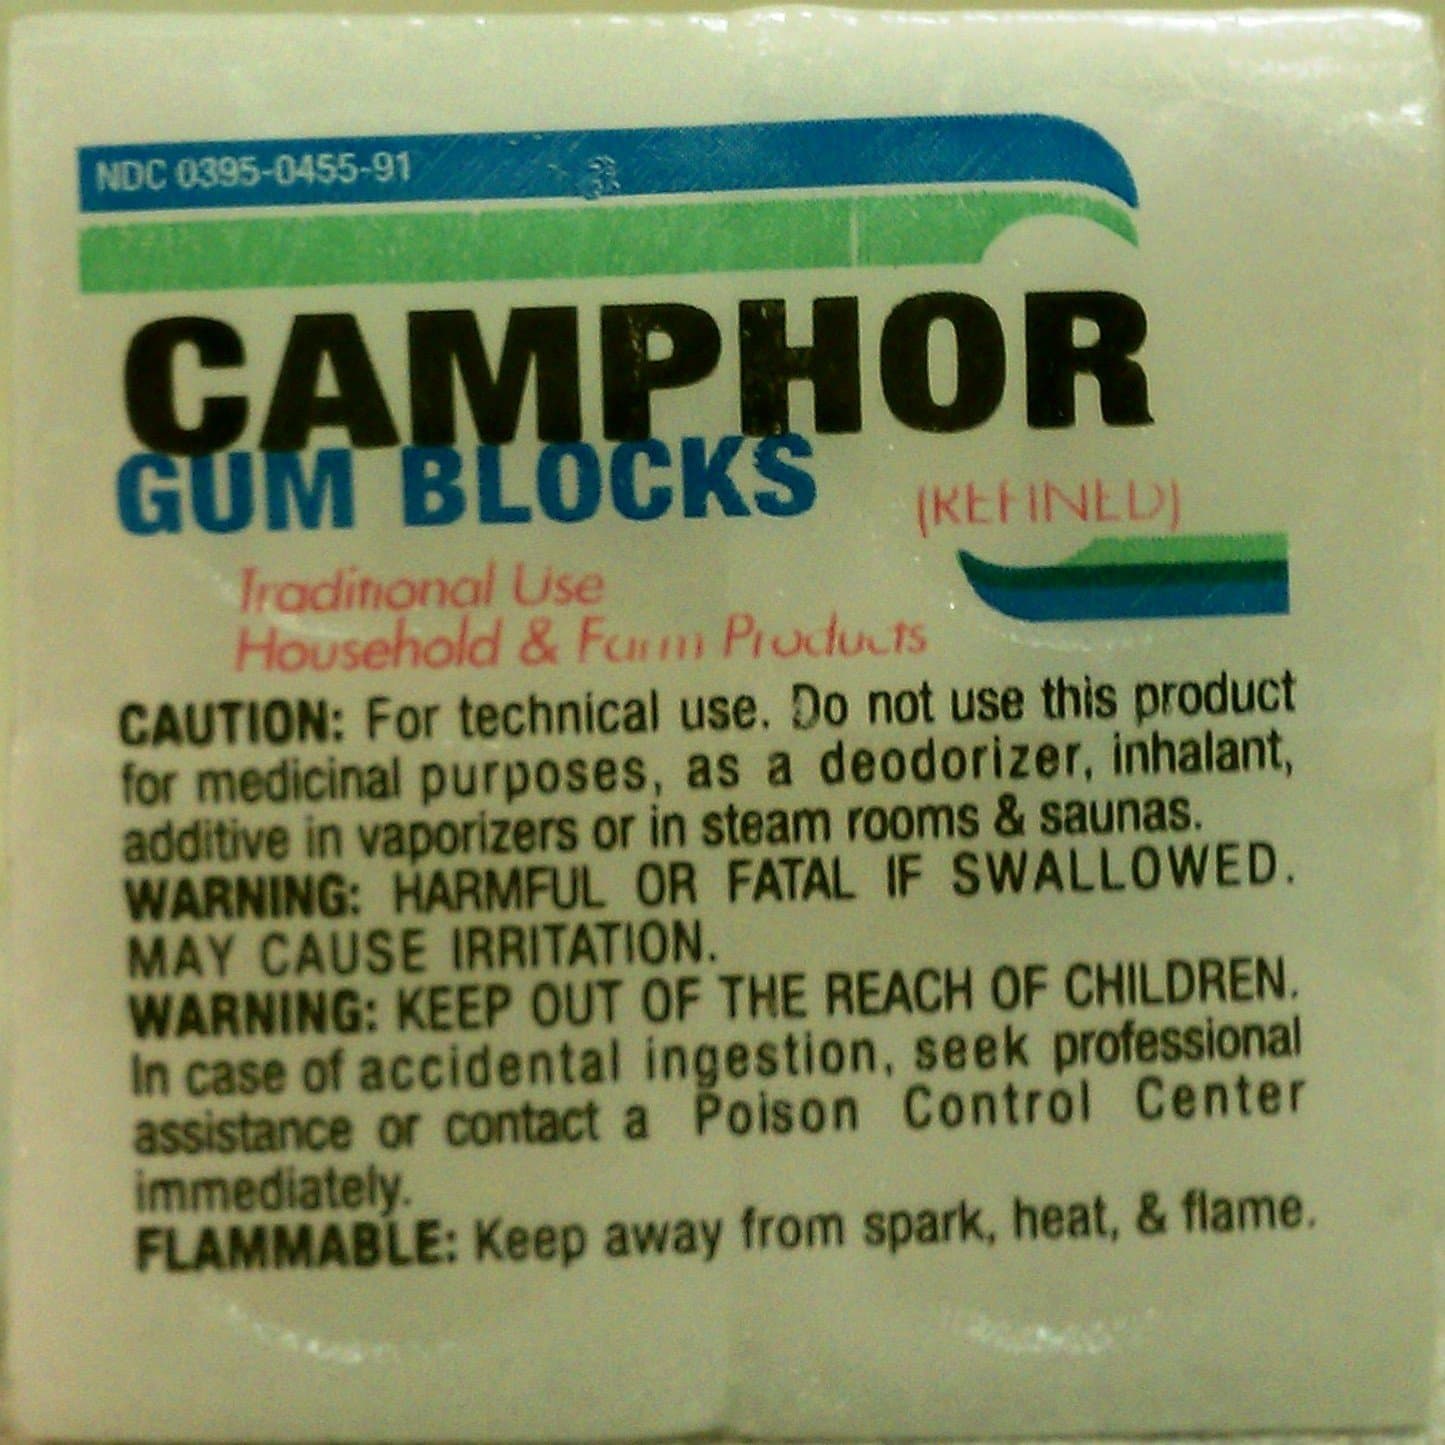 NDC 0395-0455-91
CAMPHOR
GUM BLOCKS
(REFINED)
Traditional Use
Household & Farm Products
CAUTION: For technical use. Do not use this product
for medicinal purposes, as a deodorizer, inhalant,
additive in vaporizers or in steam rooms & saunas.
WARNING: HARMFUL OR FATAL IF SWALLOWED.
MAY CAUSE IRRITATION.
WARNING: KEEP OUT OF THE REACH OF CHILDREN.
In case of accidental ingestion, seek professional
assistance or contact a Poison Control Center
immediately.
FLAMMABLE: Keep away from spark, heat, & flame.